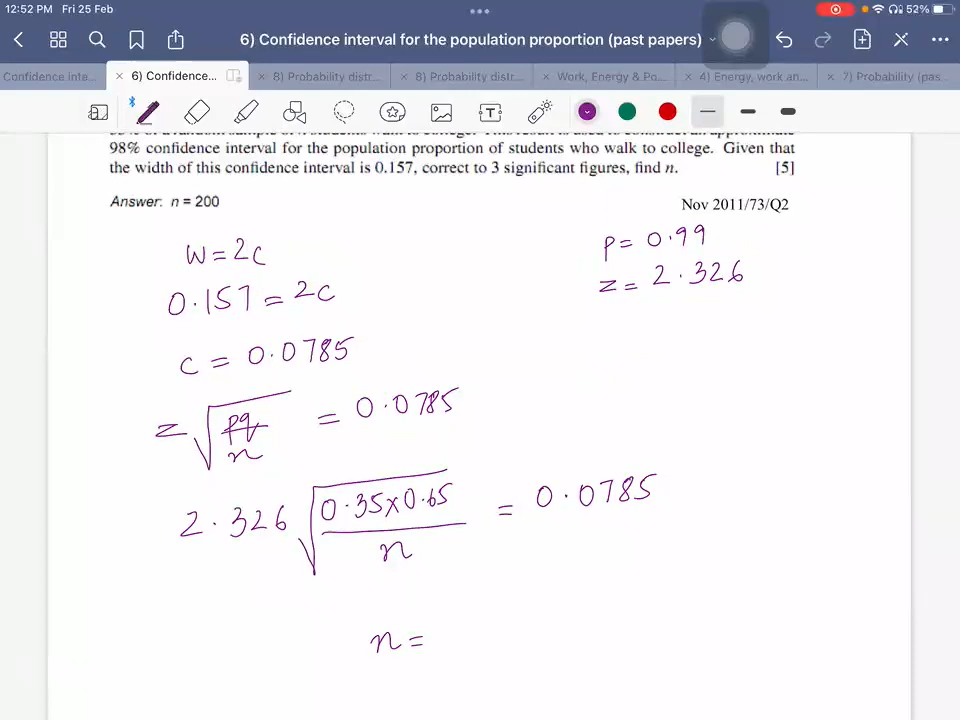 12:52 PM Fri 25 Feb
52%
6) Confidence interval for the population proportion (past papers)
Confidence inte...
× 6) Confidence...
× 8) Probability distr...
× 8) Probability distr...
× Work, Energy & Po...
× 4) Energy, work an...
× 7) Probability (pas
98% confidence interval for the population proportion of students who walk to college. Given that
the width of this confidence interval is 0.157, correct to 3 significant figures, find n. [5]
Answer: n = 200
Nov 2011/73/Q2
W = 2c
p = 0.99
0.157 = 2c
z = 2.326
c = 0.0785
z √(pq/n) = 0.0785
2.326 √(0.35×0.65/n) = 0.0785
n =